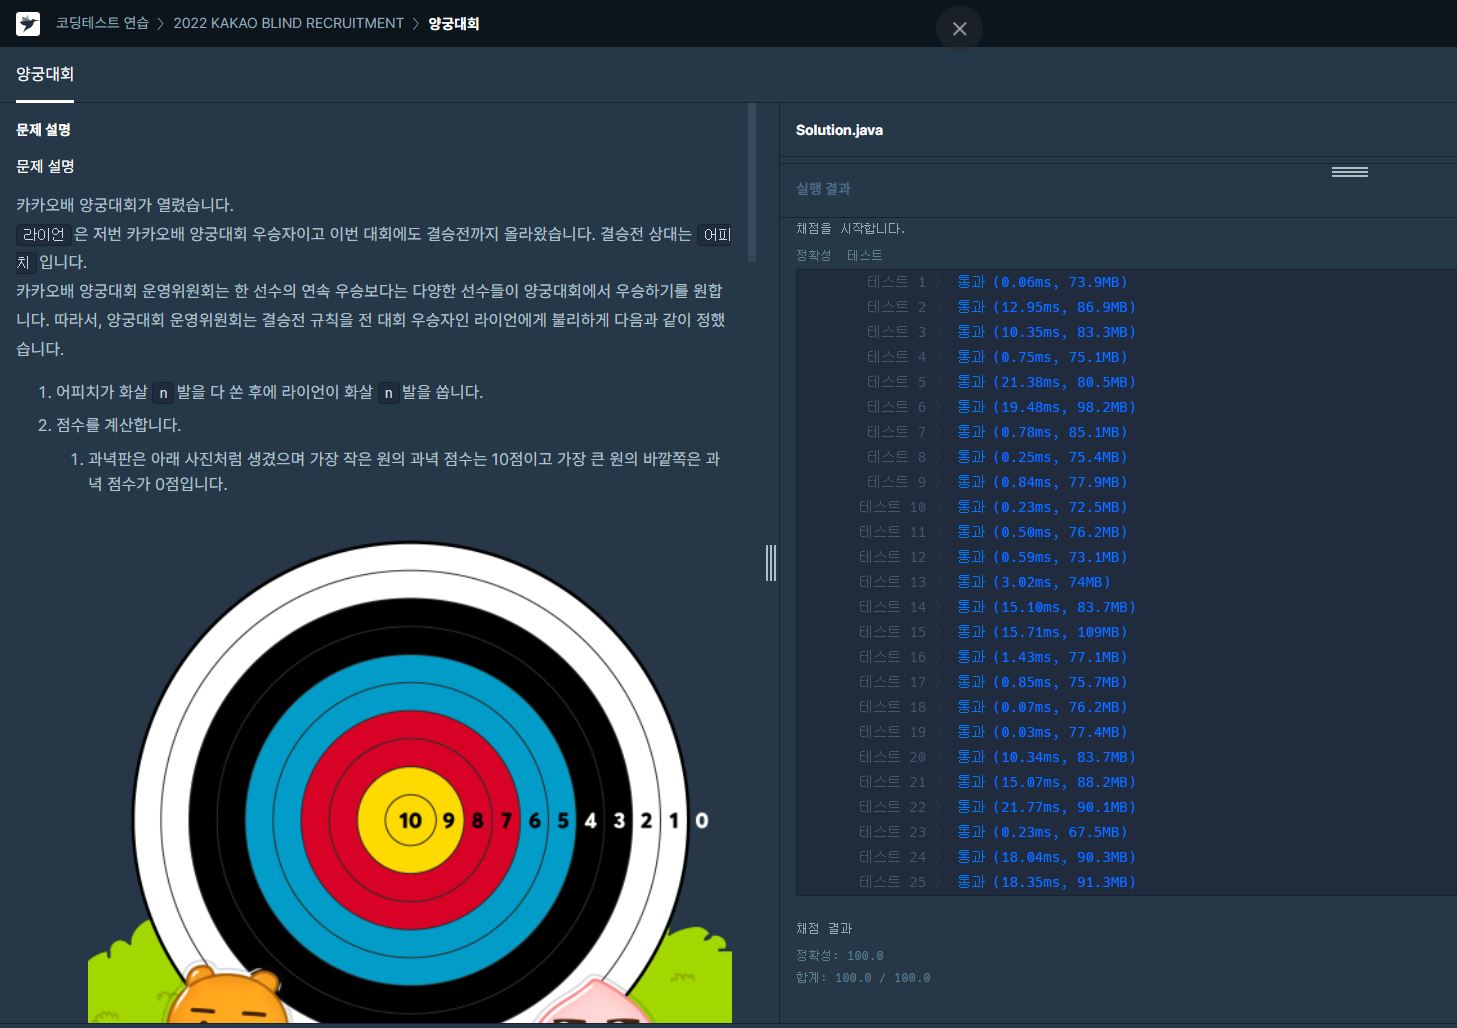 코딩테스트 연습 > 2022 KAKAO BLIND RECRUITMENT > 양궁대회
양궁대회
문제 설명
문제 설명
카카오배 양궁대회가 열렸습니다.
라이언 은 저번 카카오배 양궁대회 우승자이고 이번 대회에도 결승전까지 올라왔습니다. 결승전 상대는 어피
치 입니다.
카카오배 양궁대회 운영위원회는 한 선수의 연속 우승보다는 다양한 선수들이 양궁대회에서 우승하기를 원합
니다. 따라서, 양궁대회 운영위원회는 결승전 규칙을 전 대회 우승자인 라이언에게 불리하게 다음과 같이 정했
습니다.
1. 어피치가 화살 n 발을 다 쏜 후에 라이언이 화살 n 발을 쏩니다.
2. 점수를 계산합니다.
1. 과녁판은 아래 사진처럼 생겼으며 가장 작은 원의 과녁 점수는 10점이고 가장 큰 원의 바깥쪽은 과
녁 점수가 0점입니다.
10 9 8 7 6 5 4 3 2 1 0
Solution.java
실행 결과
채점을 시작합니다.
정확성 테스트
테스트 1 > 통과 (0.06ms, 73.9MB)
테스트 2 > 통과 (12.95ms, 86.9MB)
테스트 3 > 통과 (10.35ms, 83.3MB)
테스트 4 > 통과 (0.75ms, 75.1MB)
테스트 5 > 통과 (21.38ms, 80.5MB)
테스트 6 > 통과 (19.48ms, 98.2MB)
테스트 7 > 통과 (0.78ms, 85.1MB)
테스트 8 > 통과 (0.25ms, 75.4MB)
테스트 9 > 통과 (0.84ms, 77.9MB)
테스트 10 > 통과 (0.23ms, 72.5MB)
테스트 11 > 통과 (0.50ms, 76.2MB)
테스트 12 > 통과 (0.59ms, 73.1MB)
테스트 13 > 통과 (3.02ms, 74MB)
테스트 14 > 통과 (15.10ms, 83.7MB)
테스트 15 > 통과 (15.71ms, 109MB)
테스트 16 > 통과 (1.43ms, 77.1MB)
테스트 17 > 통과 (0.85ms, 75.7MB)
테스트 18 > 통과 (0.07ms, 76.2MB)
테스트 19 > 통과 (0.03ms, 77.4MB)
테스트 20 > 통과 (10.34ms, 83.7MB)
테스트 21 > 통과 (15.07ms, 88.2MB)
테스트 22 > 통과 (21.77ms, 90.1MB)
테스트 23 > 통과 (0.23ms, 67.5MB)
테스트 24 > 통과 (18.04ms, 90.3MB)
테스트 25 > 통과 (18.35ms, 91.3MB)
채점 결과
정확성: 100.0
합계: 100.0 / 100.0